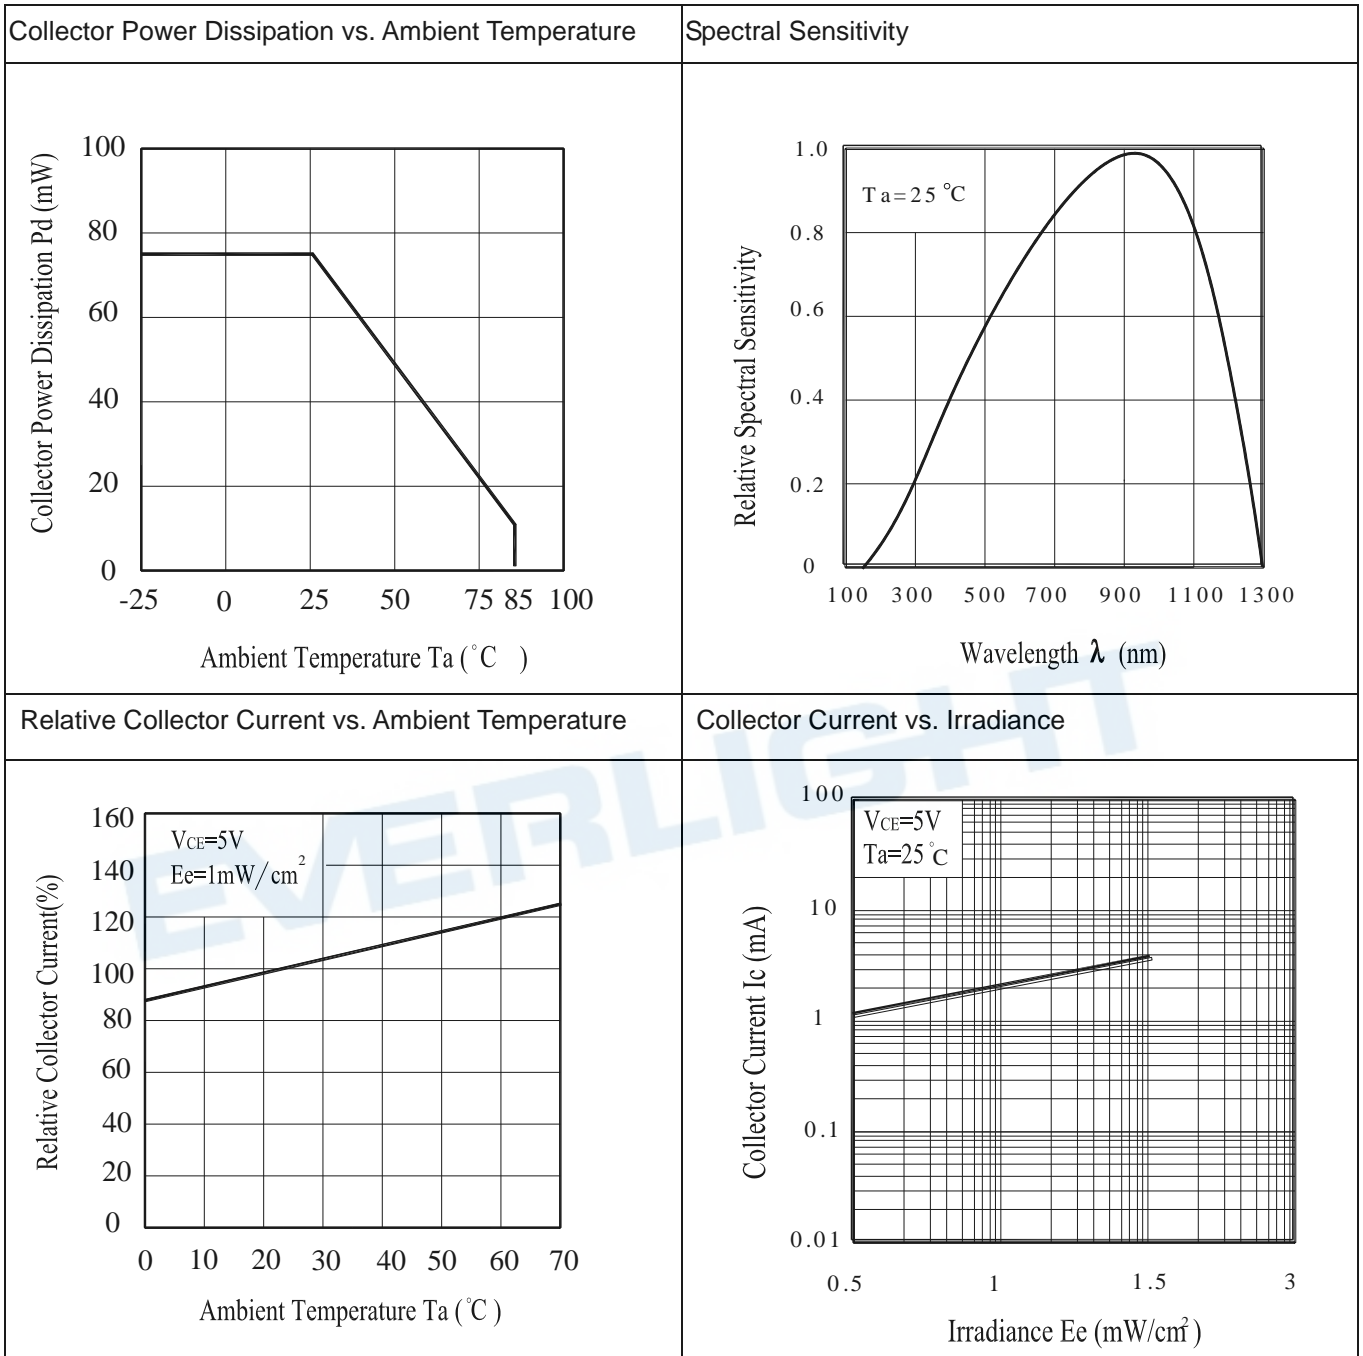 Collector Power Dissipation vs. Ambient Temperature
Collector Power Dissipation Pd (mW)
100
80
60
40
20
0
-25 0 25 50 75 85 100
Ambient Temperature Ta (°C )
Spectral Sensitivity
Relative Spectral Sensitivity
1.0
0.8
0.6
0.4
0.2
0
Ta=25 °C
100 300 500 700 900 1100 1300
Wavelength λ (nm)
Relative Collector Current vs. Ambient Temperature
Relative Collector Current(%)
160
140
120
100
80
60
40
20
0
VCE=5V
Ee=1mW/cm²
0 10 20 30 40 50 60 70
Ambient Temperature Ta (°C )
Collector Current vs. Irradiance
Collector Current Ic (mA)
100
10
1
0.1
0.01
VCE=5V
Ta=25 °C
0.5 1 1.5 3
Irradiance Ee (mW/cm²)
EVERLIGHT